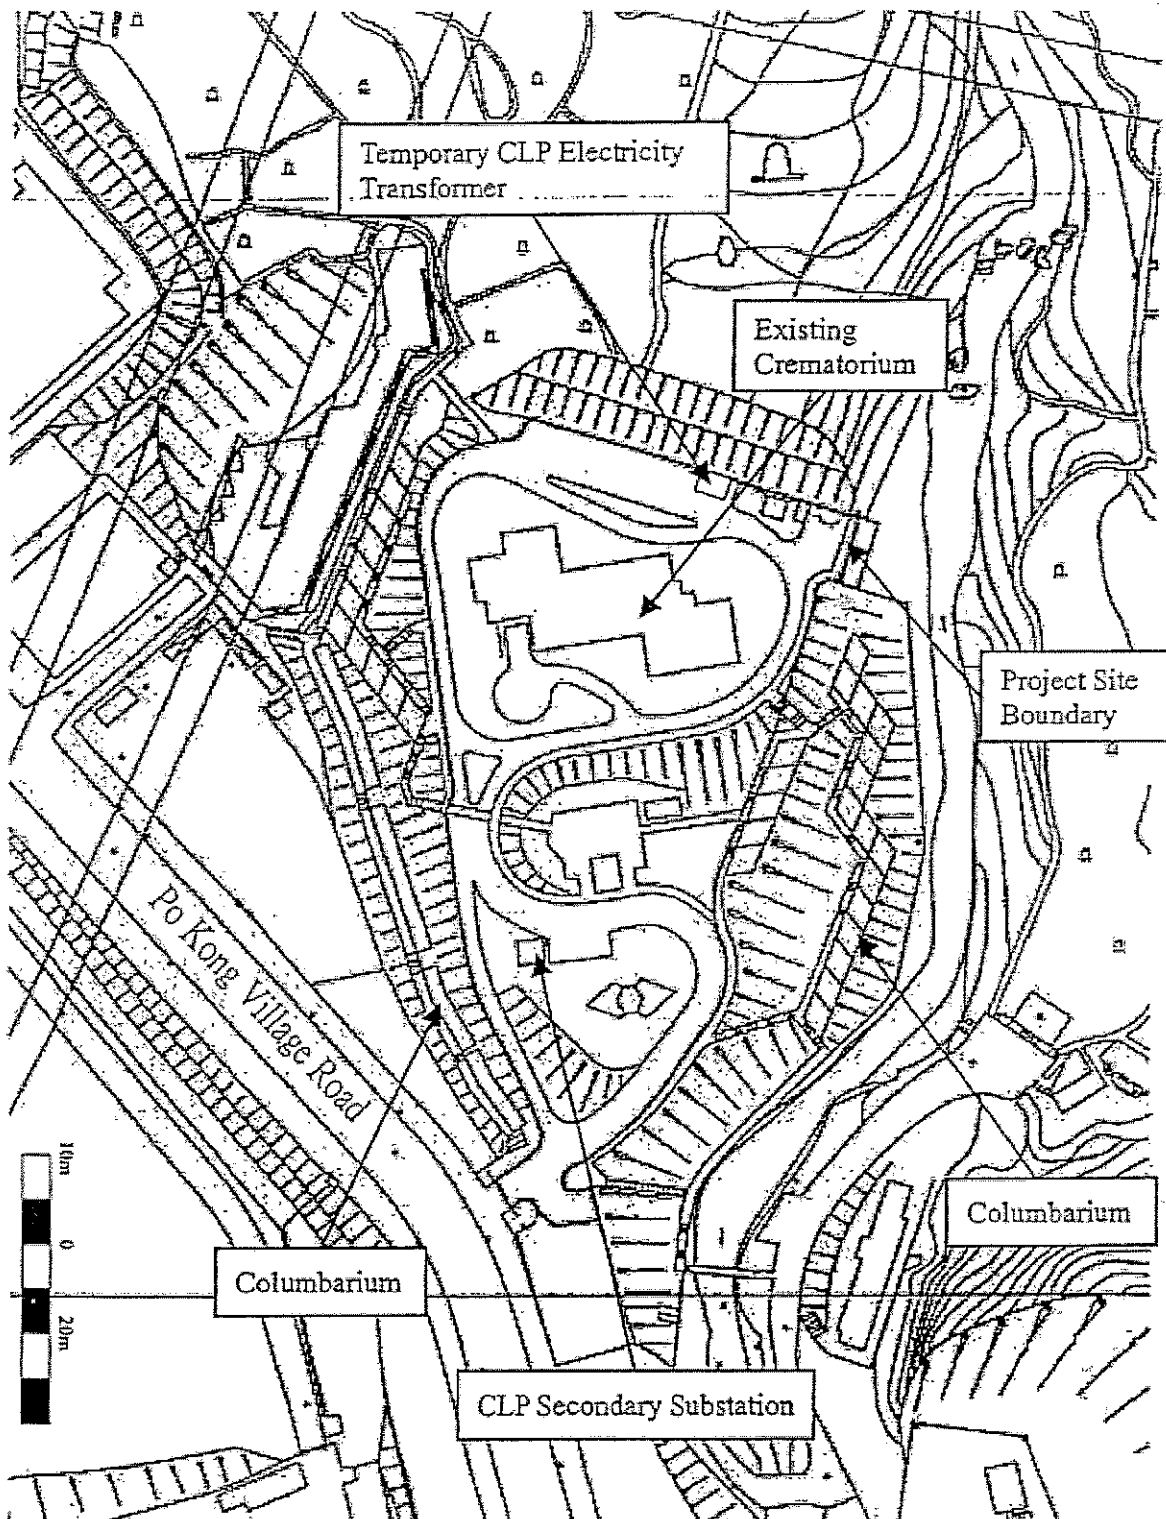 Temporary CLP Electricity
Transformer
Existing
Crematorium
Project Site
Boundary
Po Kong Village Road
10m
0
20m
Columbarium
Columbarium
CLP Secondary Substation